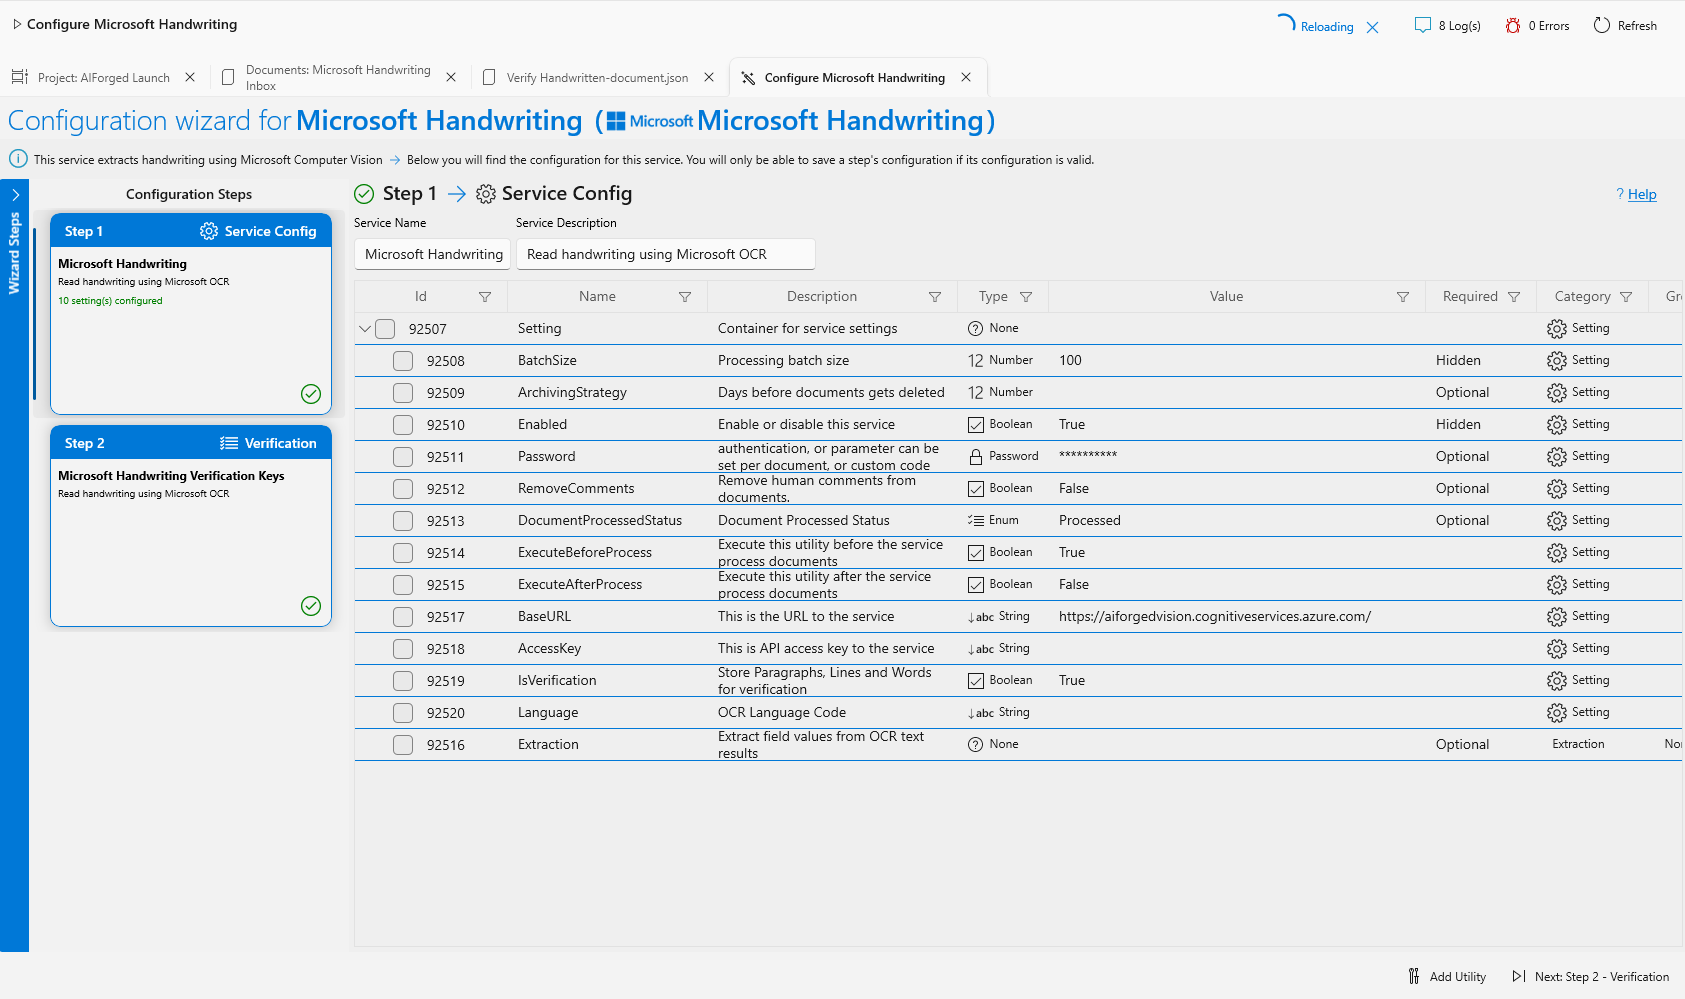 Configure Microsoft Handwriting
Reloading
8 Log(s)
0 Errors
Refresh
Project: AIForged Launch
Documents: Microsoft Handwriting
Inbox
Verify Handwritten-document.json
Configure Microsoft Handwriting
Configuration wizard for Microsoft Handwriting (Microsoft Microsoft Handwriting)
This service extracts handwriting using Microsoft Computer Vision → Below you will find the configuration for this service. You will only be able to save a step's configuration if its configuration is valid.
Wizard Steps
Configuration Steps
Step 1 Service Config
Microsoft Handwriting
Read handwriting using Microsoft OCR
10 setting(s) configured
Step 2 Verification
Microsoft Handwriting Verification Keys
Read handwriting using Microsoft OCR
Step 1 → Service Config
? Help
Service Name Service Description
Microsoft Handwriting Read handwriting using Microsoft OCR
Id Name Description Type Value Required Category Gr
92507 Setting Container for service settings None Setting
92508 BatchSize Processing batch size 12 Number 100 Hidden Setting
92509 ArchivingStrategy Days before documents gets deleted 12 Number Optional Setting
92510 Enabled Enable or disable this service Boolean True Hidden Setting
92511 Password authentication, or parameter can be set per document, or custom code Password ********** Optional Setting
92512 RemoveComments Remove human comments from documents. Boolean False Optional Setting
92513 DocumentProcessedStatus Document Processed Status Enum Processed Optional Setting
92514 ExecuteBeforeProcess Execute this utility before the service process documents Boolean True Setting
92515 ExecuteAfterProcess Execute this utility after the service process documents Boolean False Setting
92517 BaseURL This is the URL to the service ↓abc String https://aiforgedvision.cognitiveservices.azure.com/ Setting
92518 AccessKey This is API access key to the service ↓abc String Setting
92519 IsVerification Store Paragraphs, Lines and Words for verification Boolean True Setting
92520 Language OCR Language Code ↓abc String Setting
92516 Extraction Extract field values from OCR text results None Optional Extraction No
Add Utility
Next: Step 2 - Verification